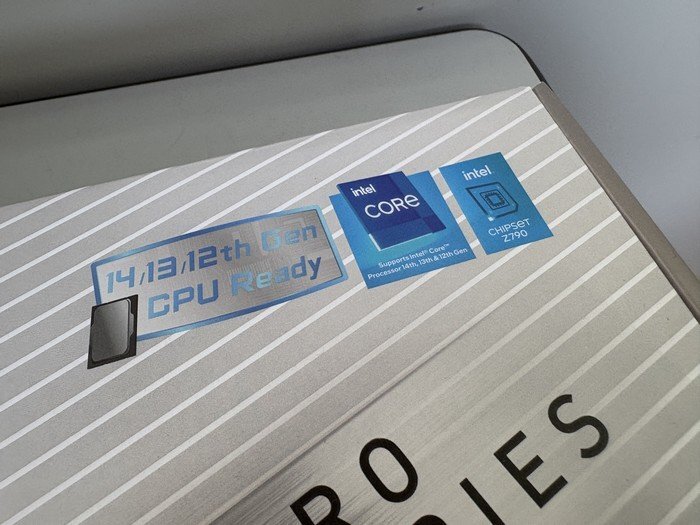 14/13/12th Gen
CPU Ready
intel
CORE
Supports Intel® Core™
Processor 14th, 13th & 12th Gen
intel
CHIPSET
Z790
RO
RIES